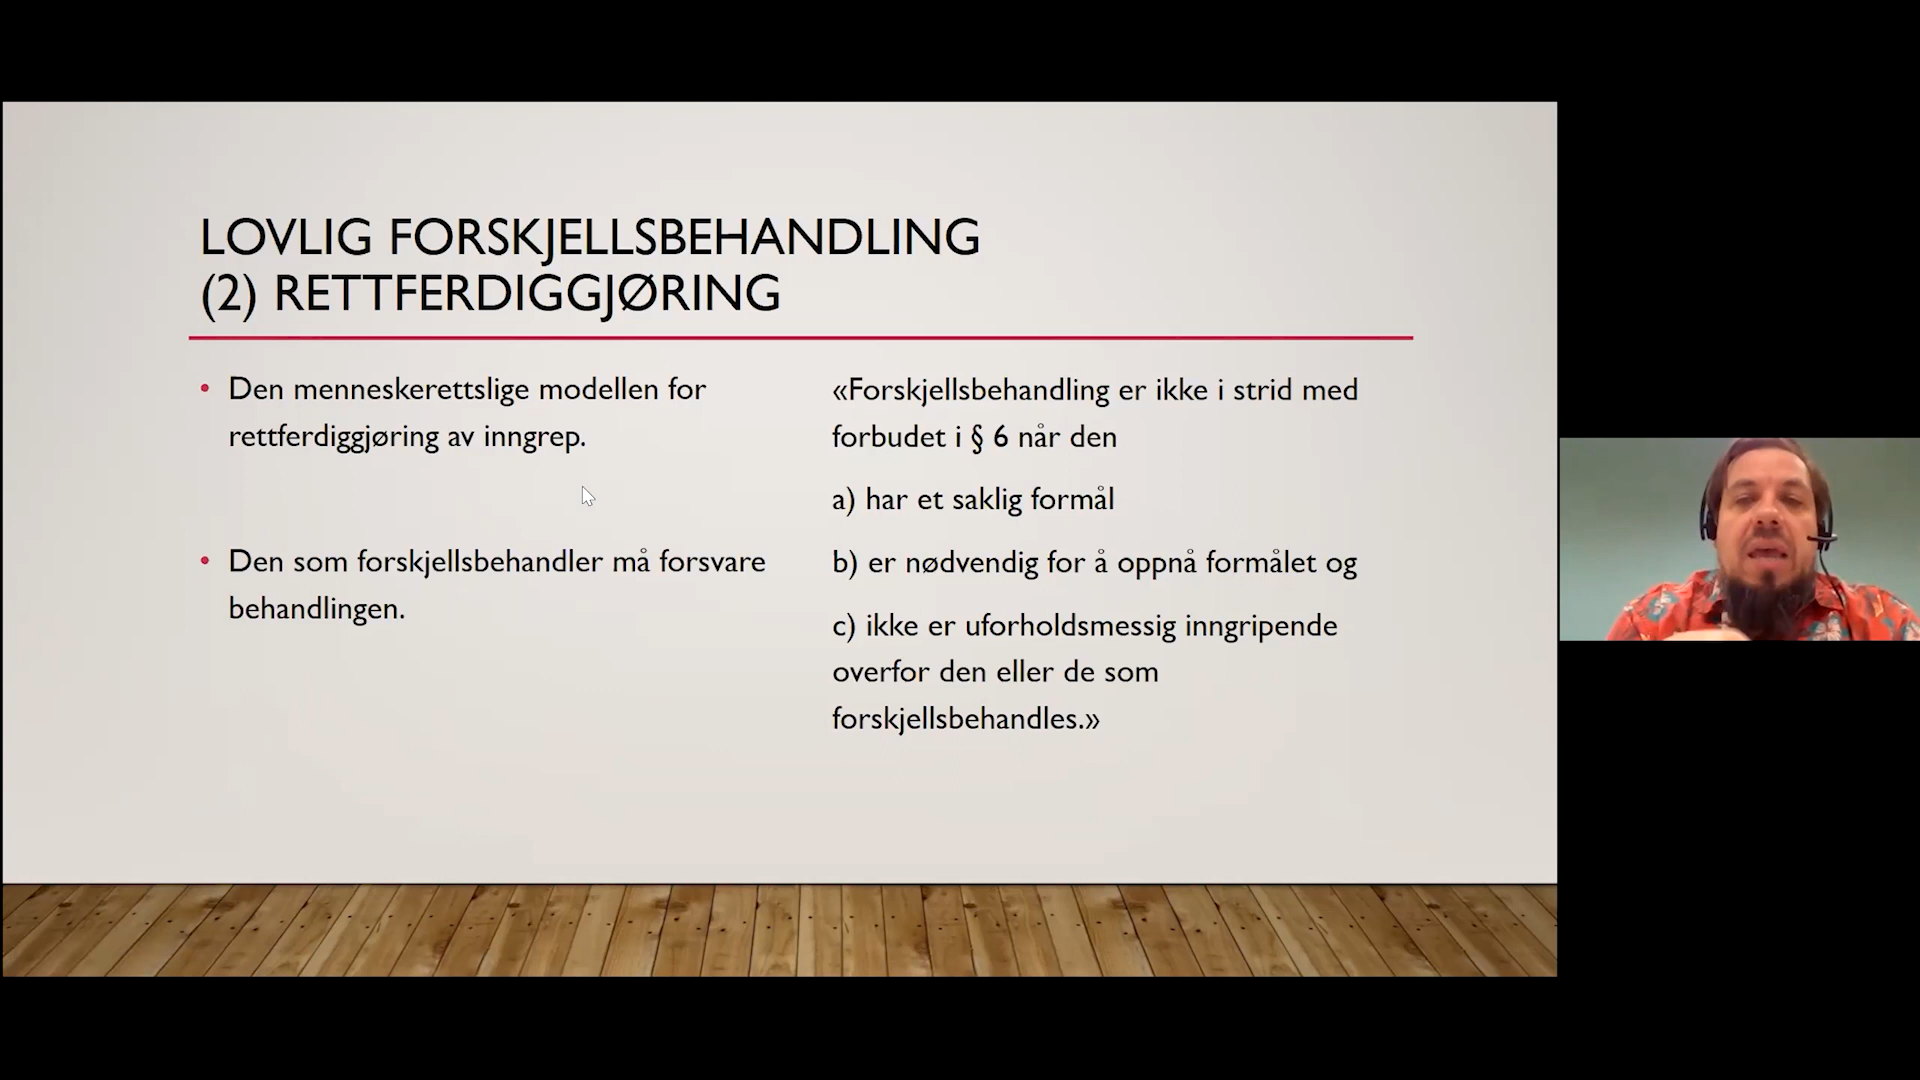 LOVLIG FORSKJELLSBEHANDLING
(2) RETTFERDIGGJØRING
• Den menneskerettslige modellen for
rettferdiggjøring av inngrep.
• Den som forskjellsbehandler må forsvare
behandlingen.
«Forskjellsbehandling er ikke i strid med
forbudet i § 6 når den
a) har et saklig formål
b) er nødvendig for å oppnå formålet og
c) ikke er uforholdsmessig inngripende
overfor den eller de som
forskjellsbehandles.»